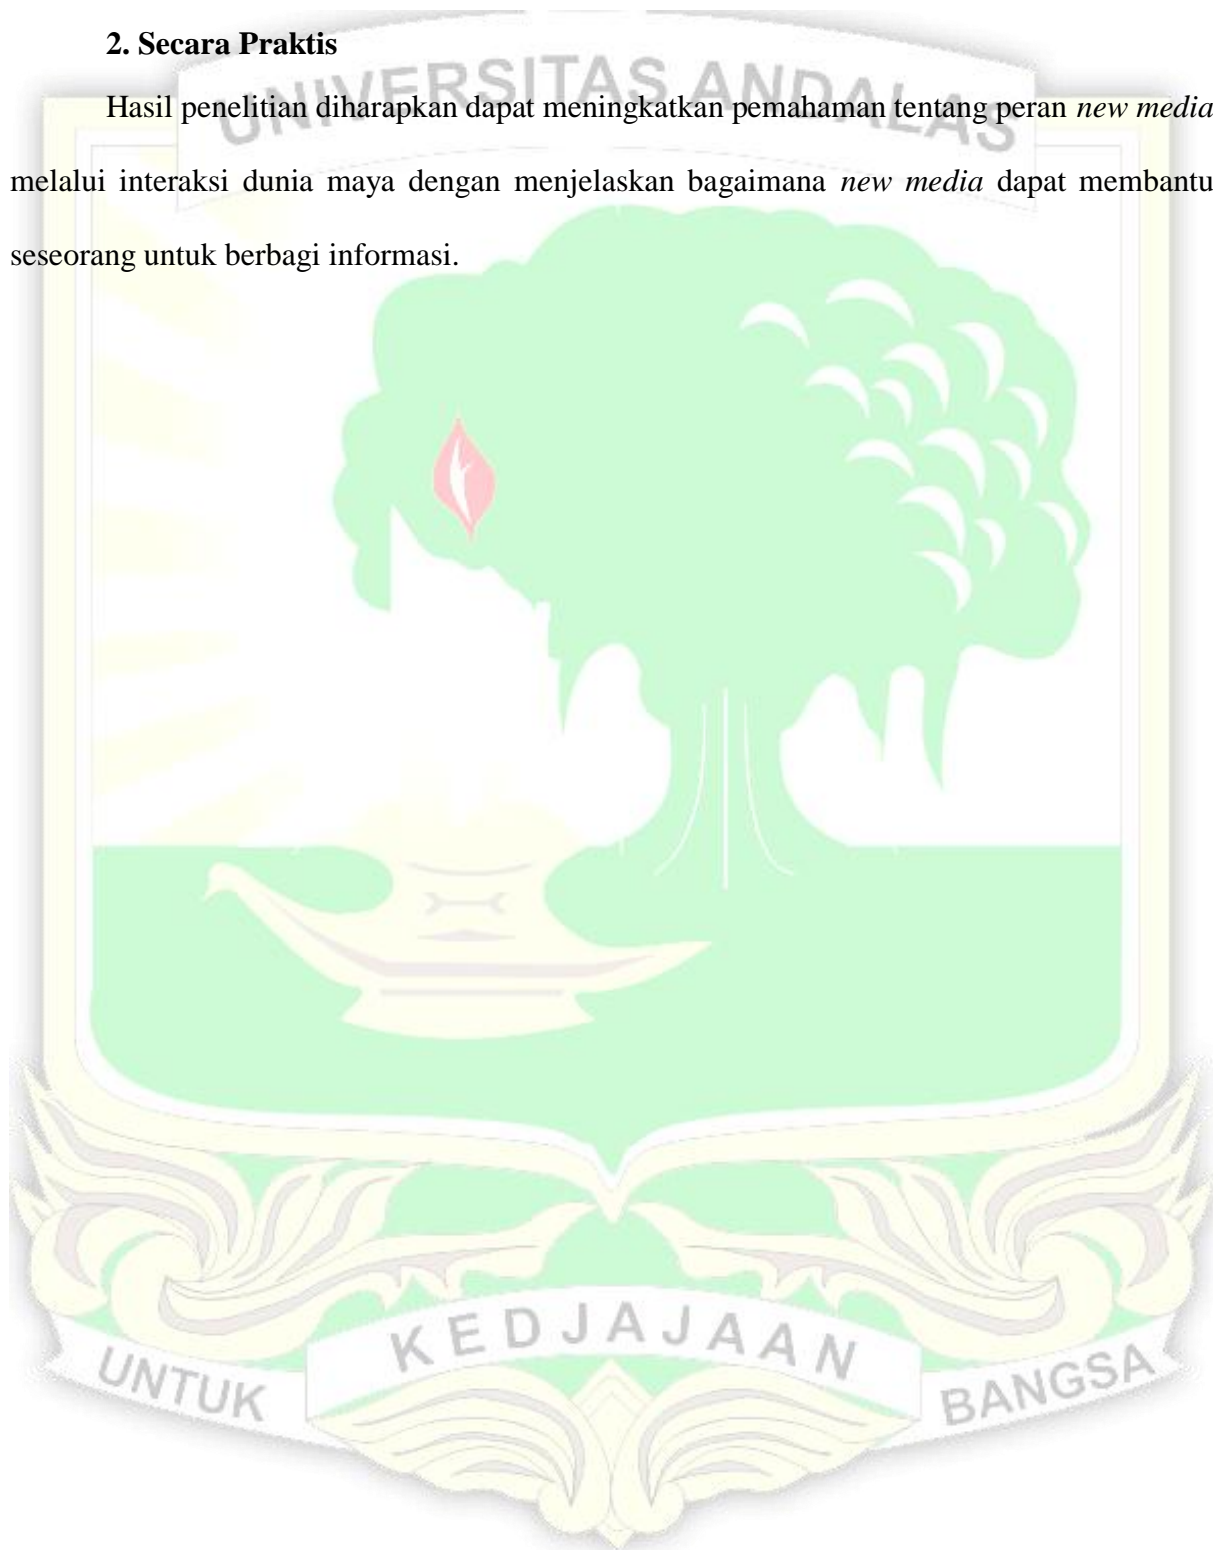 2. Secara Praktis
UNIVERSITAS ANDALAS
Hasil penelitian diharapkan dapat meningkatkan pemahaman tentang peran new media
melalui interaksi dunia maya dengan menjelaskan bagaimana new media dapat membantu
seseorang untuk berbagi informasi.
UNTUK KEDJAJAAN BANGSA